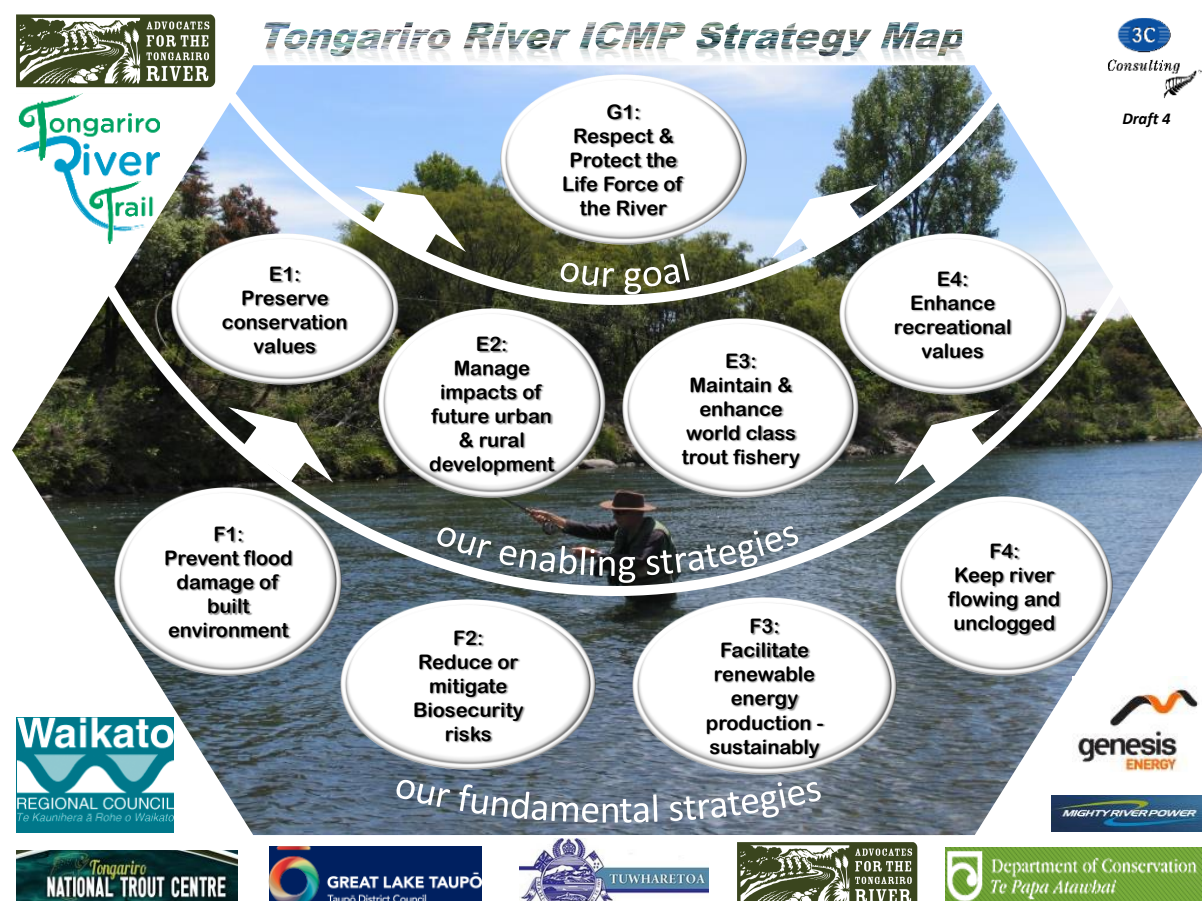 Tongariro River ICMP Strategy Map
ADVOCATES
FOR THE
TONGARIRO
RIVER
3C
Consulting
Draft 4
Tongariro
River
Trail
G1:
Respect &
Protect the
Life Force of
the River
our goal
E1:
Preserve
conservation
values
E2:
Manage
impacts of
future urban
& rural
development
E3:
Maintain &
enhance
world class
trout fishery
E4:
Enhance
recreational
values
our enabling strategies
F1:
Prevent flood
damage of
built
environment
F2:
Reduce or
mitigate
Biosecurity
risks
F3:
Facilitate
renewable
energy
production -
sustainably
F4:
Keep river
flowing and
unclogged
our fundamental strategies
Waikato
REGIONAL COUNCIL
Te Kaunihera ā Rohe o Waikato
genesis
ENERGY
MIGHTY RIVER POWER
Tongariro
NATIONAL TROUT CENTRE
GREAT LAKE TAUPŌ
Taupō District Council
TUWHARETOA
ADVOCATES
FOR THE
TONGARIRO
RIVER
Department of Conservation
Te Papa Atawhai